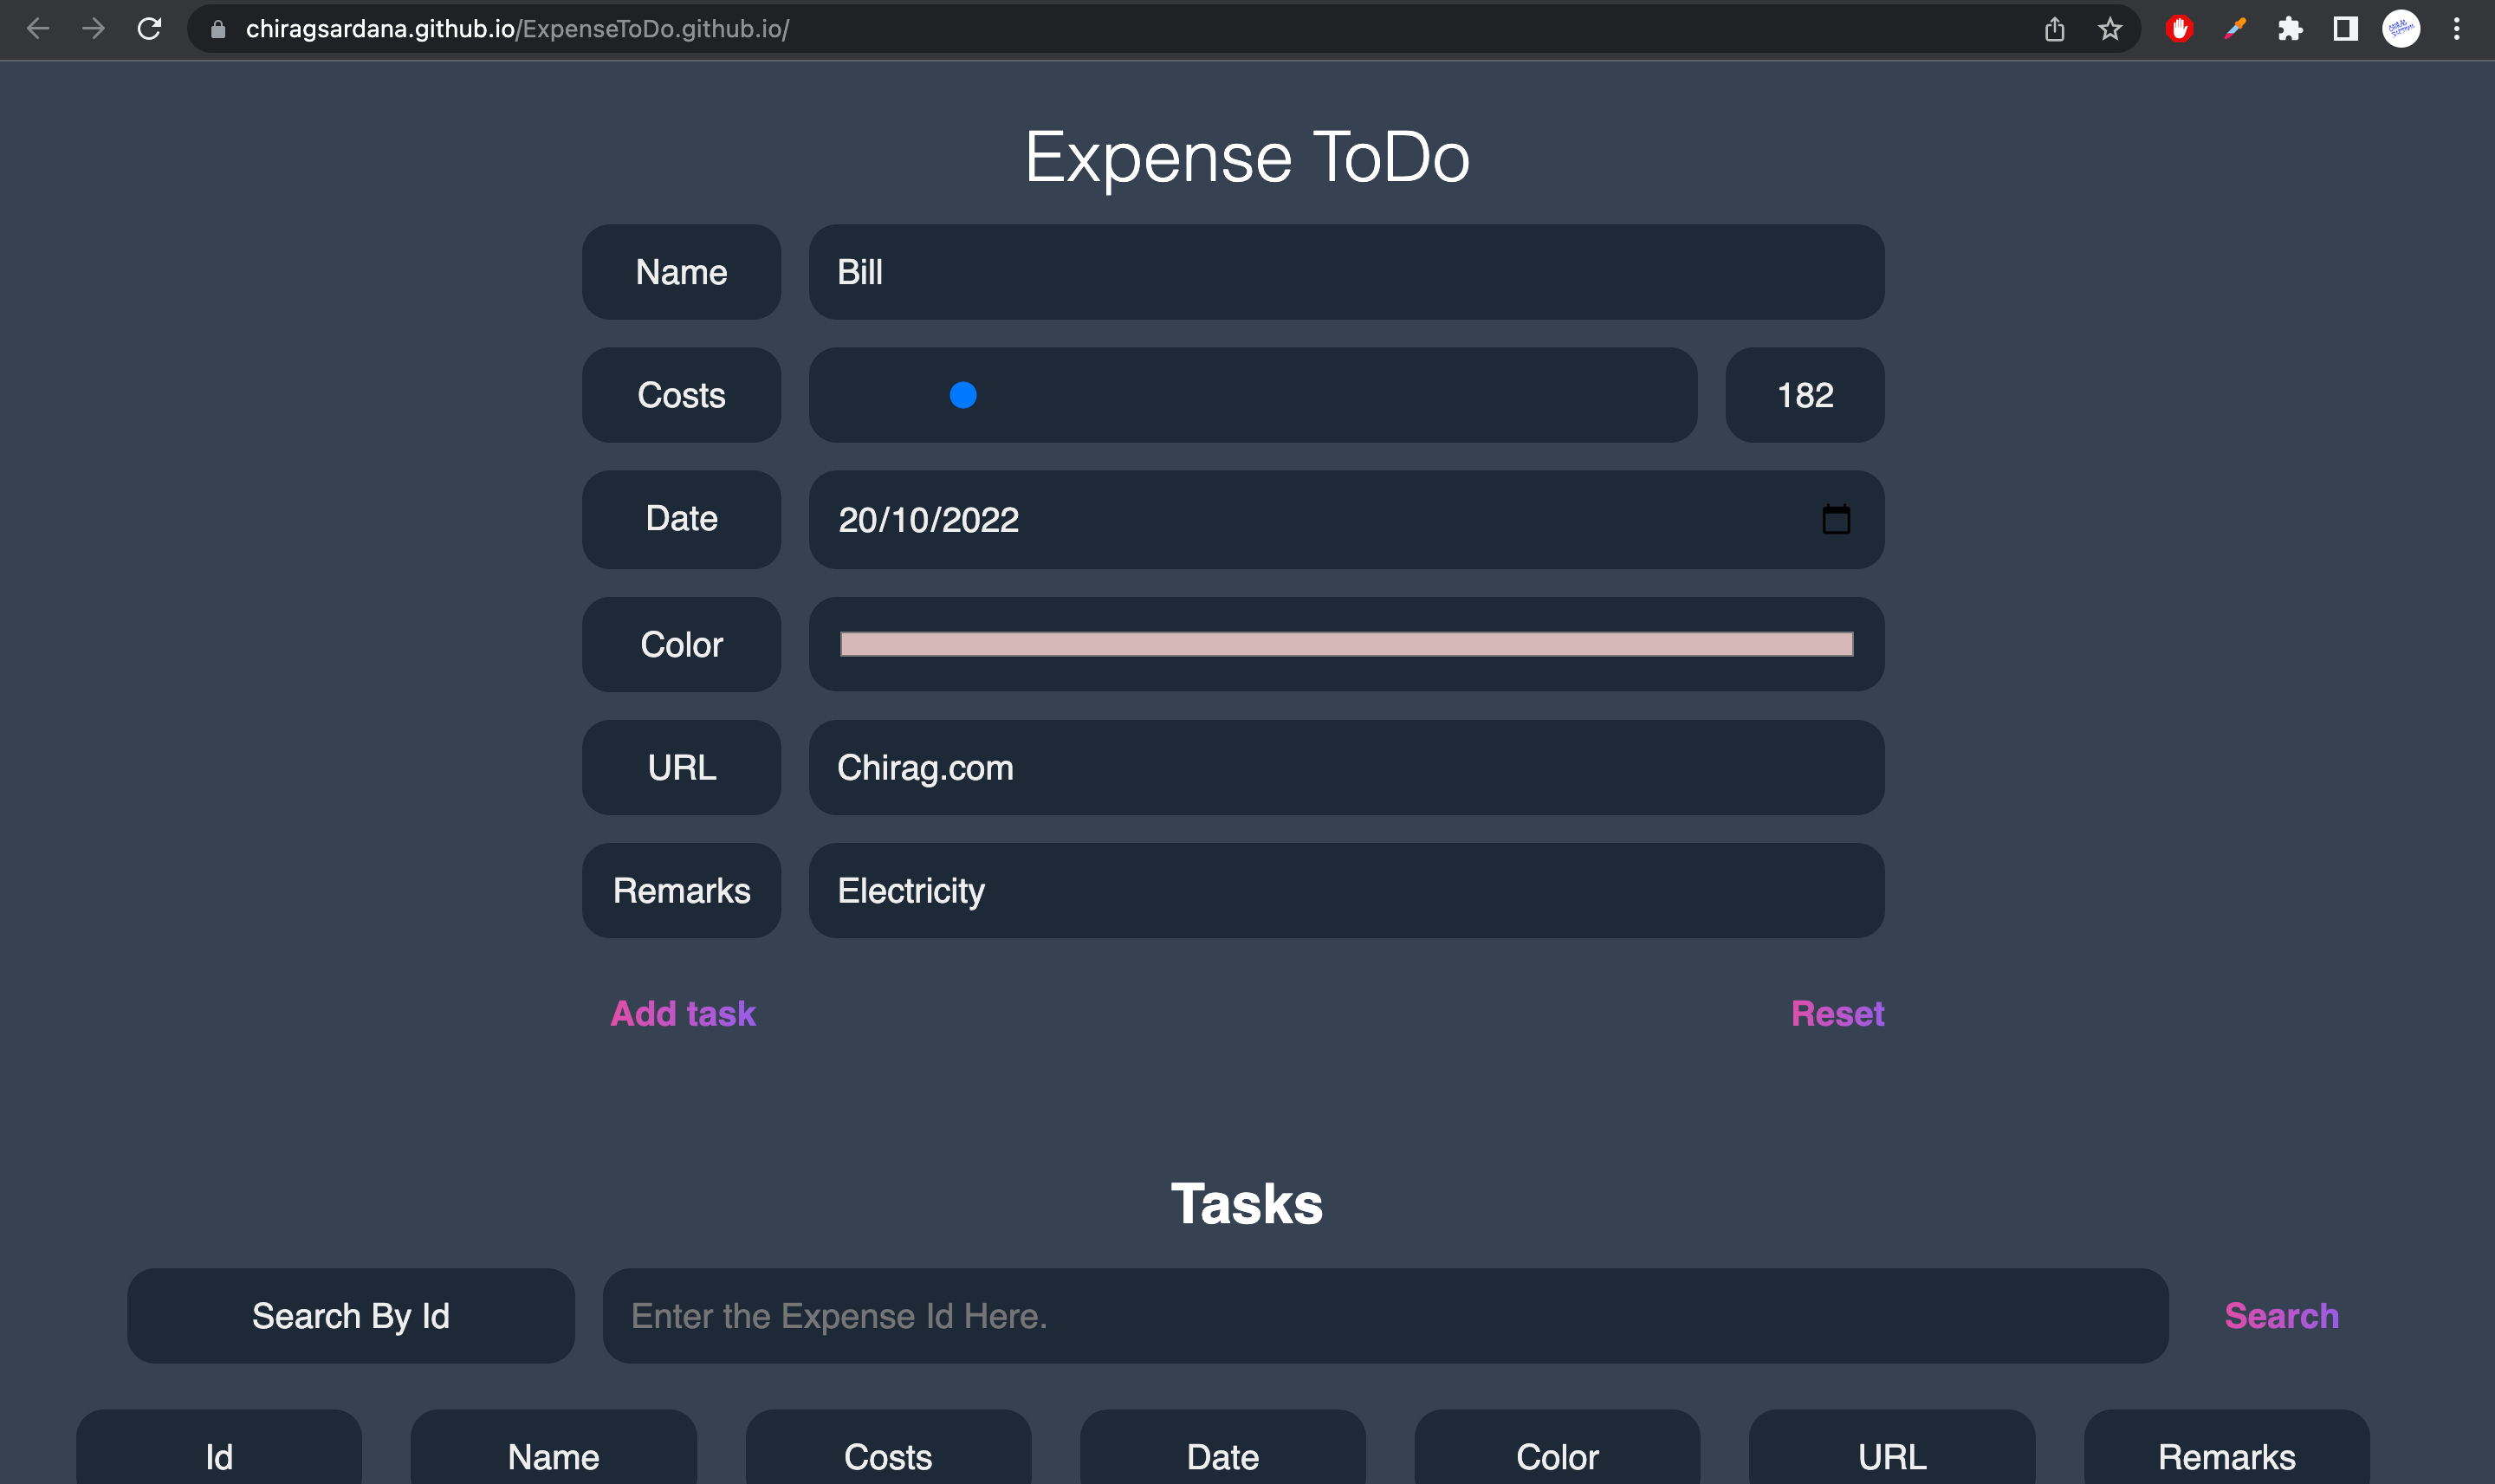 chiragsardana.github.io/ExpenseToDo.github.io/
Expense ToDo
Name Bill
Costs 182
Date 20/10/2022
Color
URL Chirag.com
Remarks Electricity
Add task Reset
Tasks
Search By Id Enter the Expense Id Here. Search
Id Name Costs Date Color URL Remarks